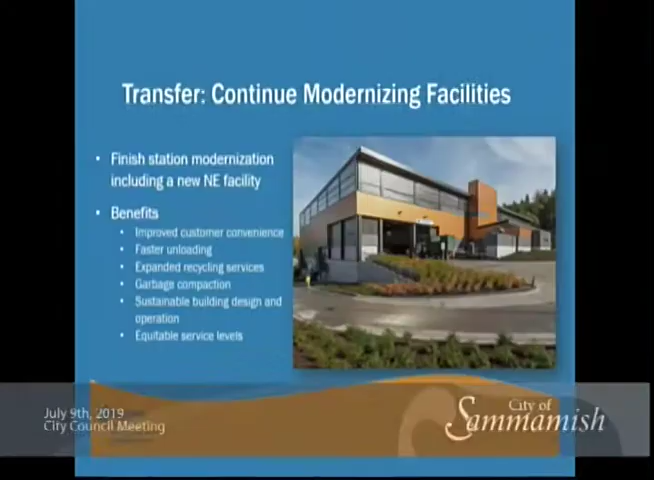 Transfer: Continue Modernizing Facilities
• Finish station modernization
including a new NE facility
• Benefits
• Improved customer convenience
• Faster unloading
• Expanded recycling services
• Garbage compaction
• Sustainable building design and
operation
• Equitable service levels
July 9th, 2019
City Council Meeting
City of
Sammamish